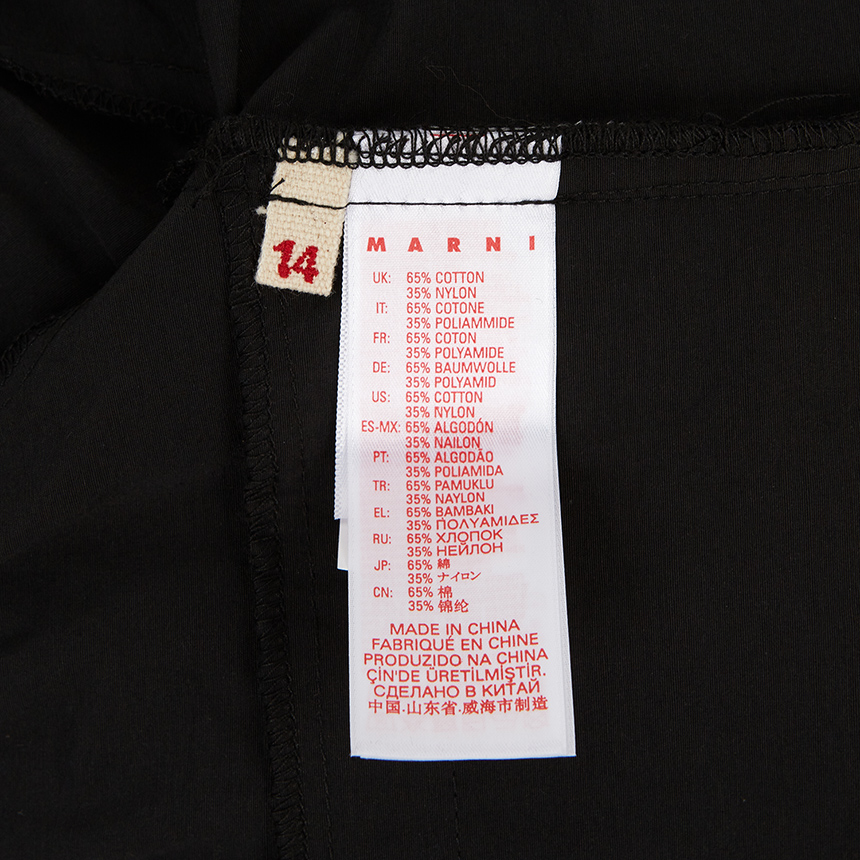 14
MARNI
UK: 65% COTTON
35% NYLON
IT: 65% COTONE
35% POLIAMMIDE
FR: 65% COTON
35% POLYAMIDE
DE: 65% BAUMWOLLE
35% POLYAMID
US: 65% COTTON
35% NYLON
ES-MX: 65% ALGODÓN
35% NAILON
PT: 65% ALGODÃO
35% POLIAMIDA
TR: 65% PAMUKLU
35% NAYLON
EL: 65% ΒΑΜΒΑΚΙ
35% ΠΟΛΥΑΜΙΔΕΣ
RU: 65% ХЛОПОК
35% НЕЙЛОН
JP: 65% 綿
35% ナイロン
CN: 65% 棉
35% 锦纶
MADE IN CHINA
FABRIQUÉ EN CHINE
PRODUZIDO NA CHINA
ÇİN'DE ÜRETİLMİŞTİR.
СДЕЛАНО В КИТАЙ
中国.山东省.威海市制造